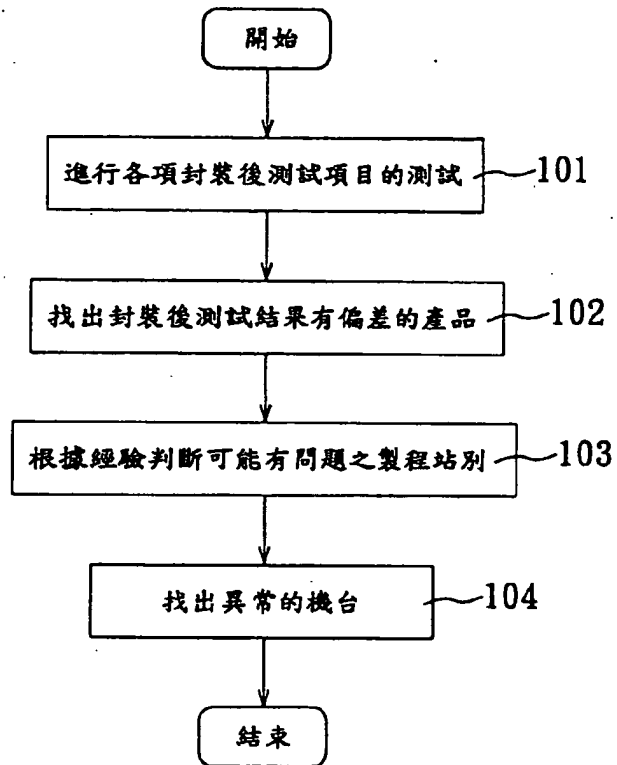 開始
進行各項封裝後測試項目的測試 101
找出封裝後測試結果有偏差的產品 102
根據經驗判斷可能有問題之製程站別 103
找出異常的機台 104
結束